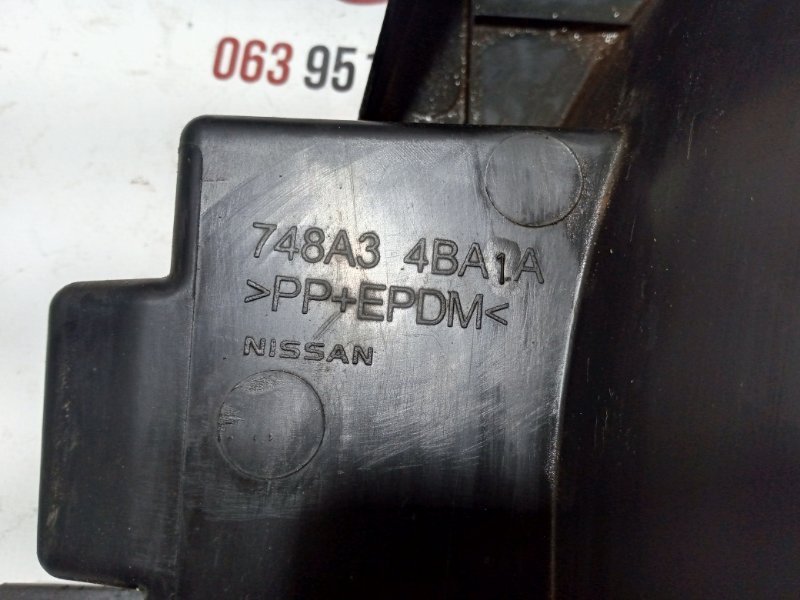 063 95
748A3 4BA1A
>PP+EPDM<
NISSAN